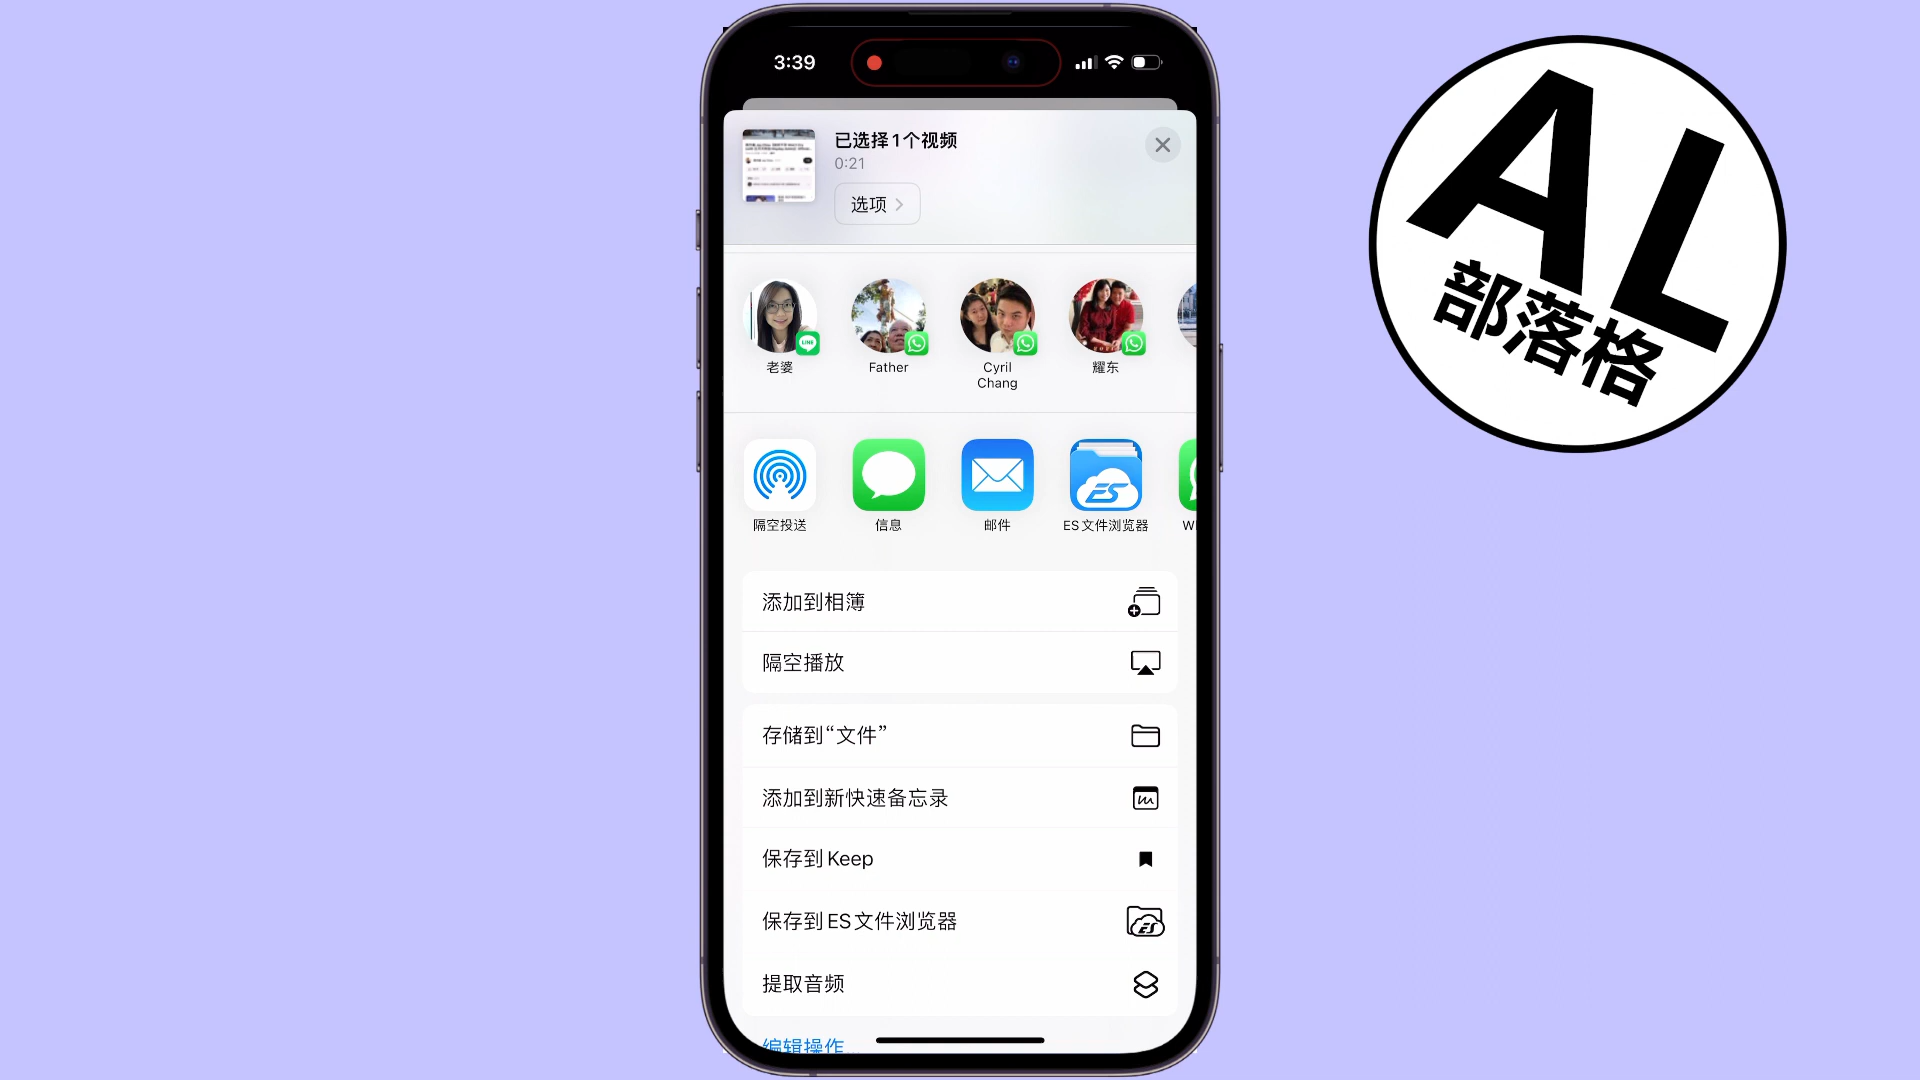 3:39
已选择1个视频
0:21
选项
LINE
老婆
Father
Cyril
Chang
耀东
隔空投送
信息
ES
邮件
ES文件浏览器
添加到相簿
隔空播放
存储到“文件”
添加到新快速备忘录
保存到Keep
保存到ES文件浏览器
ES
提取音频
编辑操作...
AL
部落格